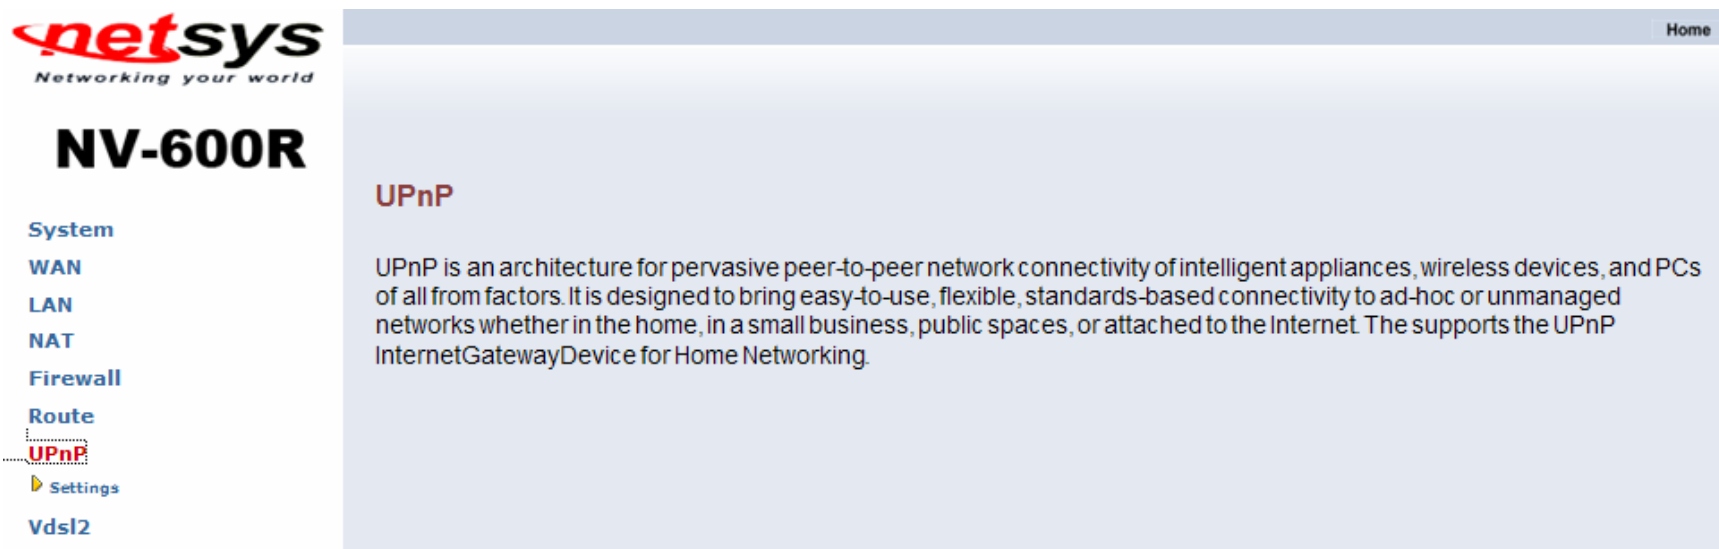 netsys
Networking your world
Home
NV-600R
System
WAN
LAN
NAT
Firewall
Route
UPnP
Settings
Vdsl2
UPnP
UPnP is an architecture for pervasive peer-to-peer network connectivity of intelligent appliances, wireless devices, and PCs
of all from factors. It is designed to bring easy-to-use, flexible, standards-based connectivity to ad-hoc or unmanaged
networks whether in the home, in a small business, public spaces, or attached to the Internet. The supports the UPnP
InternetGatewayDevice for Home Networking.